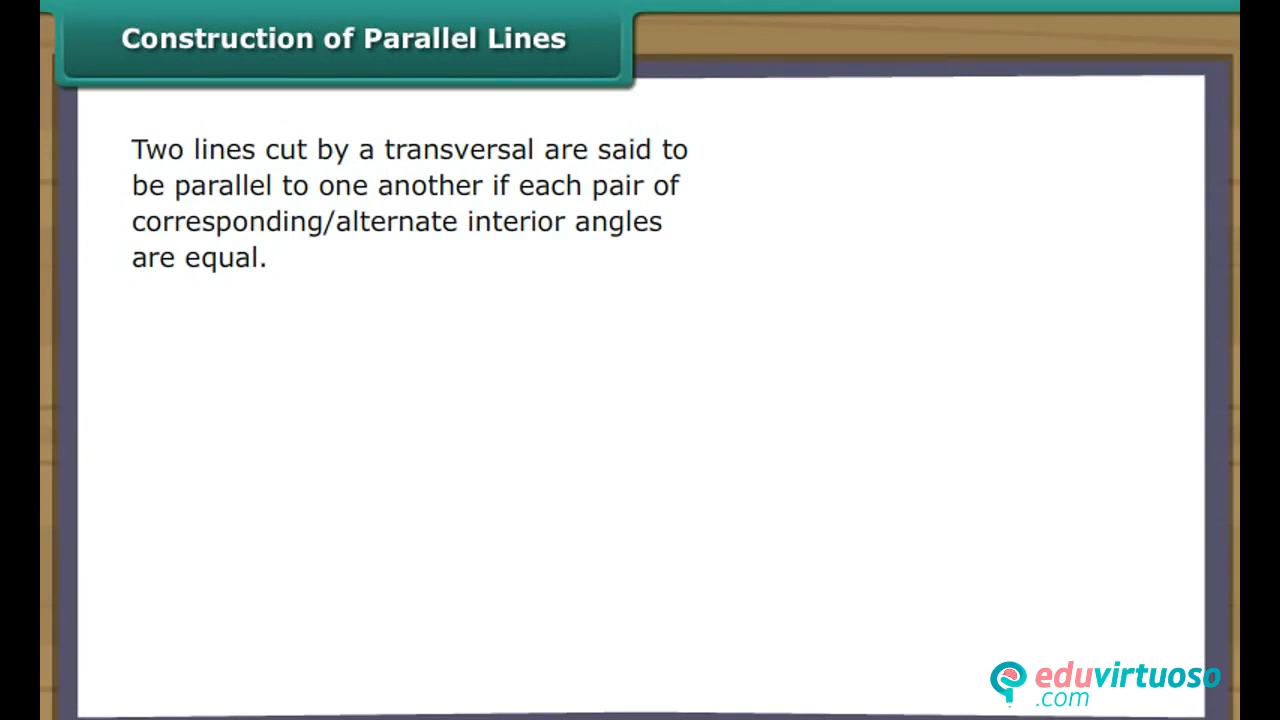 Construction of Parallel Lines
Two lines cut by a transversal are said to
be parallel to one another if each pair of
corresponding/alternate interior angles
are equal.
eduvirtuoso
.com